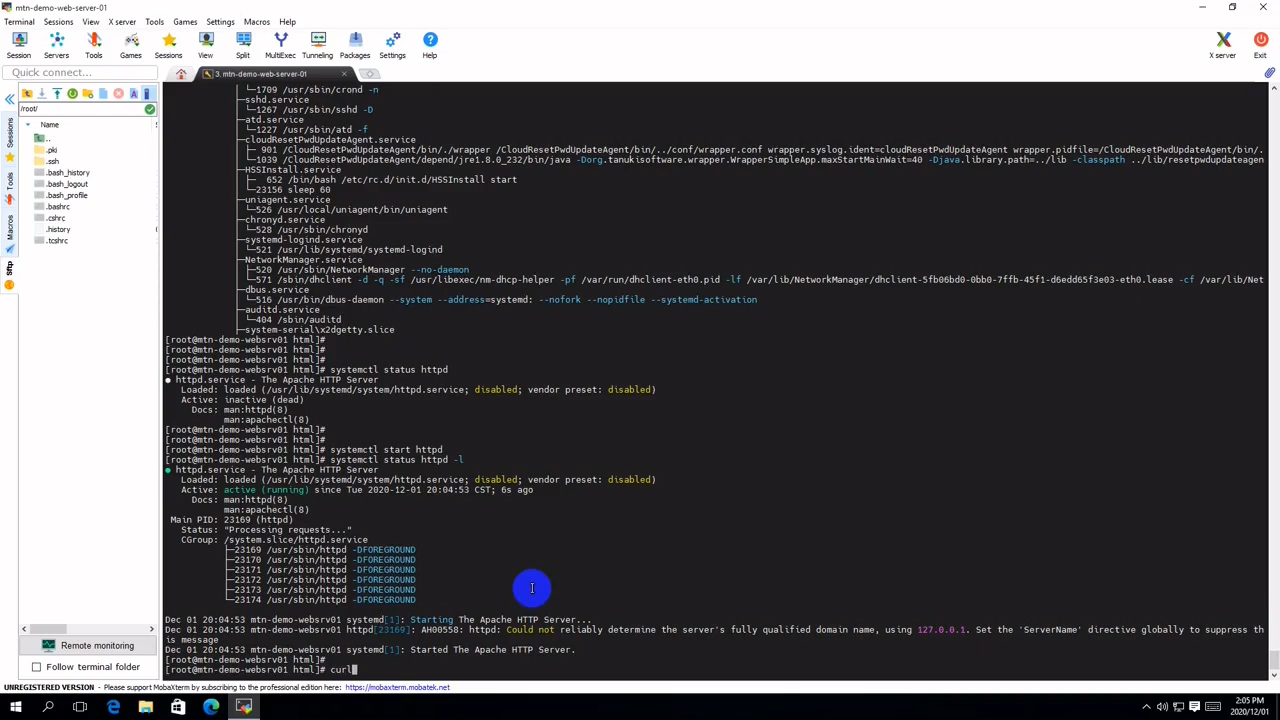 mtn-demo-web-server-01
Terminal Sessions View X server Tools Games Settings Macros Help
Session Servers Tools Games Sessions View Split MultiExec Tunneling Packages Settings Help X server Exit
Quick connect...
3. mtn-demo-web-server-01
/root/
Name
..
.pki
.ssh
.bash_history
.bash_logout
.bash_profile
.bashrc
.cshrc
.history
.tcshrc
Sessions
Tools
Macros
Sftp
└─1709 /usr/sbin/crond -n
├─sshd.service
└─1267 /usr/sbin/sshd -D
├─atd.service
└─1227 /usr/sbin/atd -f
├─cloudResetPwdUpdateAgent.service
├─ 901 /CloudResetPwdUpdateAgent/bin/./wrapper /CloudResetPwdUpdateAgent/bin/../conf/wrapper.conf wrapper.syslog.ident=cloudResetPwdUpdateAgent wrapper.pidfile=/CloudResetPwdUpdateAgent/bin/.
└─1039 /CloudResetPwdUpdateAgent/depend/jre1.8.0_232/bin/java -Dorg.tanukisoftware.wrapper.WrapperSimpleApp.maxStartMainWait=40 -Djava.library.path=../lib -classpath ../lib/resetpwdupdateagen
├─HSSInstall.service
├─ 652 /bin/bash /etc/rc.d/init.d/HSSInstall start
└─23156 sleep 60
├─uniagent.service
└─526 /usr/local/uniagent/bin/uniagent
├─chronyd.service
└─528 /usr/sbin/chronyd
├─systemd-logind.service
└─521 /usr/lib/systemd/systemd-logind
├─NetworkManager.service
├─520 /usr/sbin/NetworkManager --no-daemon
└─571 /sbin/dhclient -d -q -sf /usr/libexec/nm-dhcp-helper -pf /var/run/dhclient-eth0.pid -lf /var/lib/NetworkManager/dhclient-5fb06bd0-0bb0-7ffb-45f1-d6edd65f3e03-eth0.lease -cf /var/lib/Net
├─dbus.service
└─516 /usr/bin/dbus-daemon --system --address=systemd: --nofork --nopidfile --systemd-activation
├─auditd.service
└─404 /sbin/auditd
├─system-serial\x2dgetty.slice
[root@mtn-demo-websrv01 html]#
[root@mtn-demo-websrv01 html]#
[root@mtn-demo-websrv01 html]#
[root@mtn-demo-websrv01 html]# systemctl status httpd
● httpd.service - The Apache HTTP Server
Loaded: loaded (/usr/lib/systemd/system/httpd.service; disabled; vendor preset: disabled)
Active: inactive (dead)
Docs: man:httpd(8)
man:apachectl(8)
[root@mtn-demo-websrv01 html]#
[root@mtn-demo-websrv01 html]#
[root@mtn-demo-websrv01 html]# systemctl start httpd
[root@mtn-demo-websrv01 html]# systemctl status httpd -l
● httpd.service - The Apache HTTP Server
Loaded: loaded (/usr/lib/systemd/system/httpd.service; disabled; vendor preset: disabled)
Active: active (running) since Tue 2020-12-01 20:04:53 CST; 6s ago
Docs: man:httpd(8)
man:apachectl(8)
Main PID: 23169 (httpd)
Status: "Processing requests..."
CGroup: /system.slice/httpd.service
├─23169 /usr/sbin/httpd -DFOREGROUND
├─23170 /usr/sbin/httpd -DFOREGROUND
├─23171 /usr/sbin/httpd -DFOREGROUND
├─23172 /usr/sbin/httpd -DFOREGROUND
├─23173 /usr/sbin/httpd -DFOREGROUND
└─23174 /usr/sbin/httpd -DFOREGROUND
Dec 01 20:04:53 mtn-demo-websrv01 systemd[1]: Starting The Apache HTTP Server...
Dec 01 20:04:53 mtn-demo-websrv01 httpd[23169]: AH00558: httpd: Could not reliably determine the server's fully qualified domain name, using 127.0.0.1. Set the 'ServerName' directive globally to suppress th
is message
Dec 01 20:04:53 mtn-demo-websrv01 systemd[1]: Started The Apache HTTP Server.
[root@mtn-demo-websrv01 html]#
[root@mtn-demo-websrv01 html]# curl
Remote monitoring
Follow terminal folder
UNREGISTERED VERSION - Please support MobaXterm by subscribing to the professional edition here: https://mobaxterm.mobatek.net
2:05 PM
2020/12/01